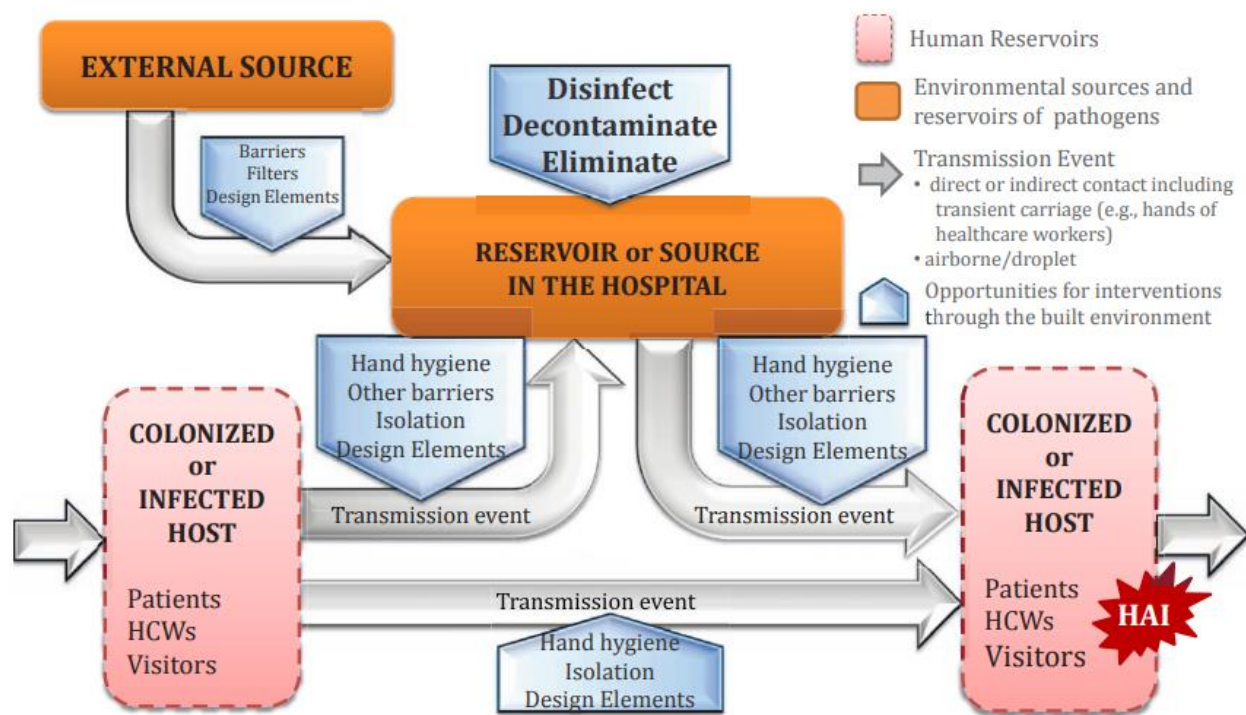 EXTERNAL SOURCE
Barriers
Filters
Design Elements
Disinfect
Decontaminate
Eliminate
Human Reservoirs
Environmental sources and
reservoirs of pathogens
Transmission Event
• direct or indirect contact including
transient carriage (e.g., hands of
healthcare workers)
• airborne/droplet
Opportunities for interventions
through the built environment
RESERVOIR or SOURCE
IN THE HOSPITAL
Hand hygiene
Other barriers
Isolation
Design Elements
Hand hygiene
Other barriers
Isolation
Design Elements
COLONIZED
or
INFECTED
HOST
Patients
HCWs
Visitors
Transmission event
Transmission event
Transmission event
Hand hygiene
Isolation
Design Elements
COLONIZED
or
INFECTED
HOST
Patients
HCWs
Visitors
HAI